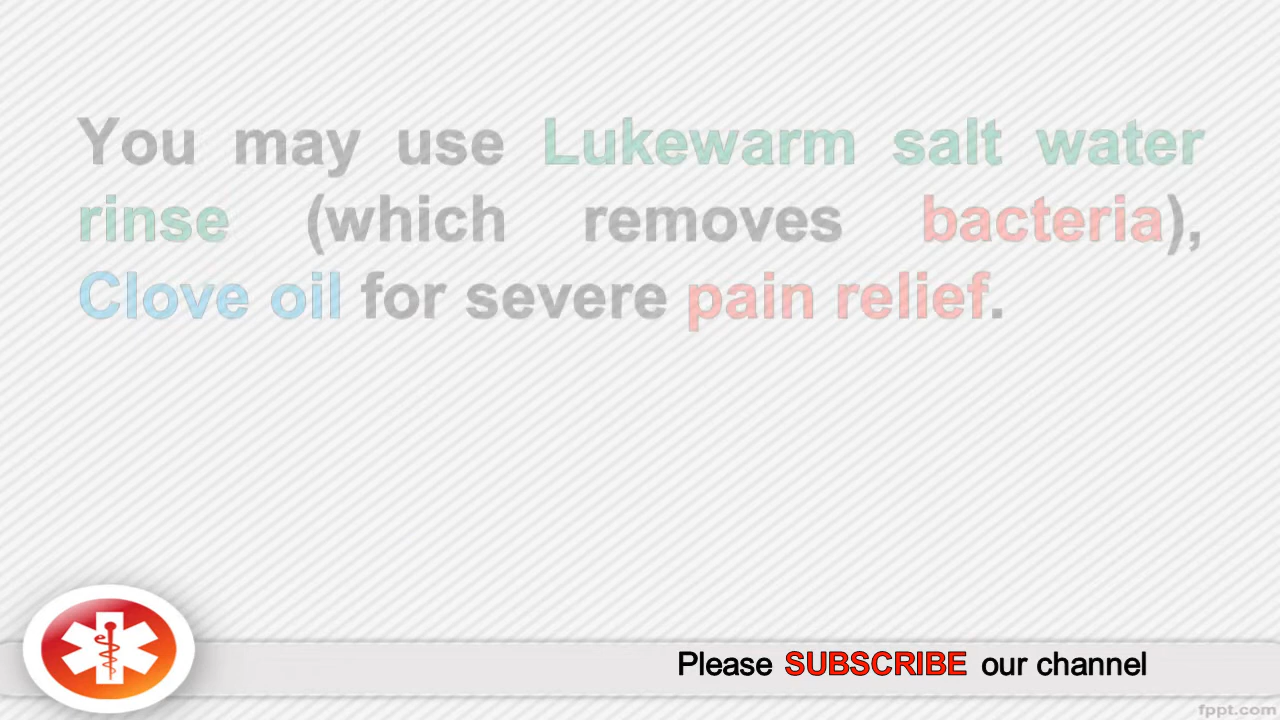 You may use Lukewarm salt water
rinse (which removes bacteria),
Clove oil for severe pain relief.
Please SUBSCRIBE our channel
fppt.com